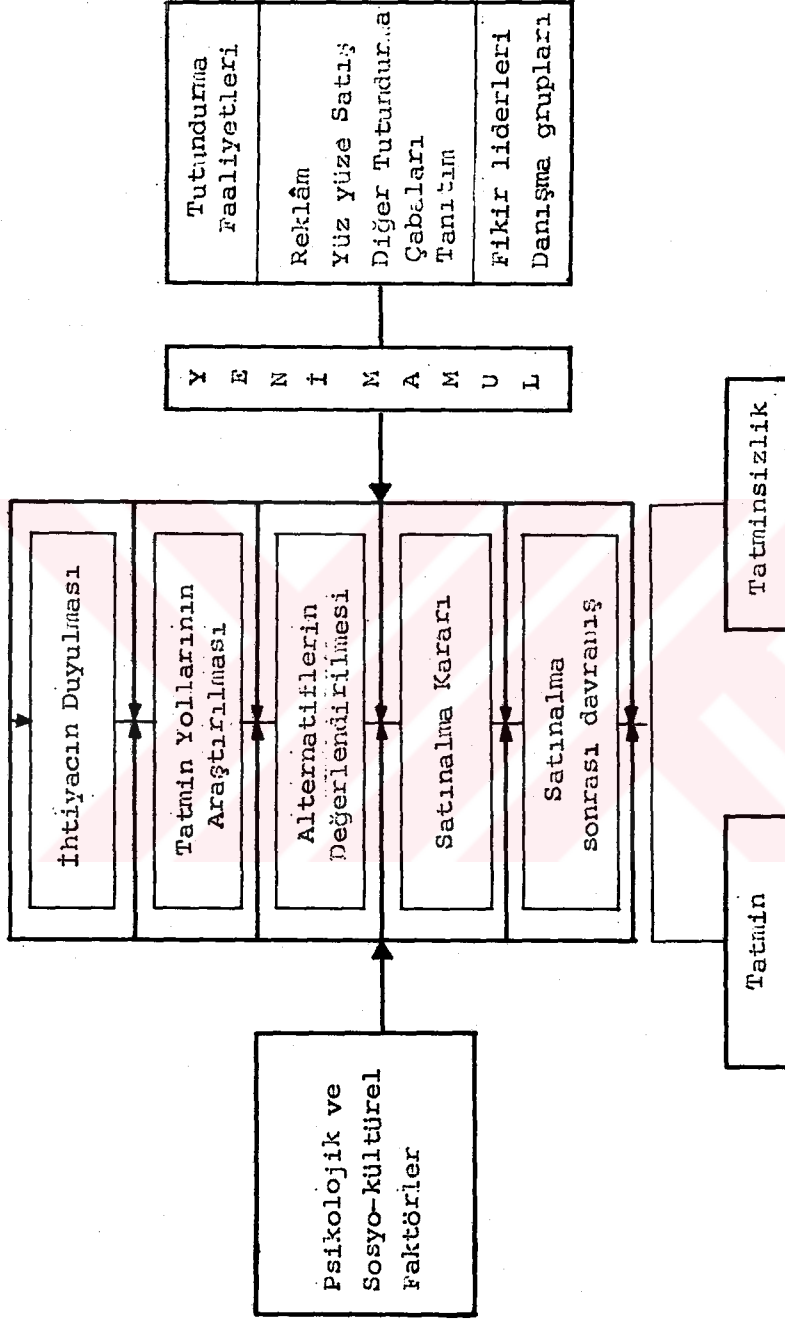 Psikolojik ve
Sosyo-kültürel
Faktörler
İhtiyacın Duyulması
Tatmin Yollarının
Araştırılması
Alternatiflerin
Değerlendirilmesi
Satınalma Kararı
Satınalma
sonrası davranış
Tatmin
Tatminsizlik
Y E N İ M A M U L
Tutundurma
Faaliyetleri
Reklâm
Yüz yüze Satış
Diğer Tutundurma
Çabaları
Tanıtım
Fikir liderleri
Danışma grupları